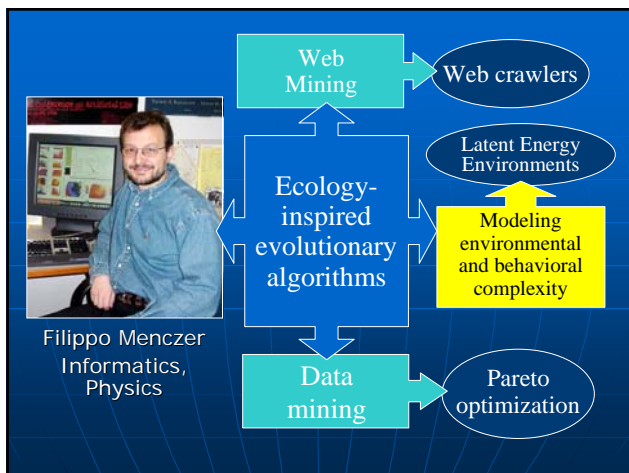 Web
Mining
Web crawlers
Latent Energy
Environments
Ecology-
inspired
evolutionary
algorithms
Modeling
environmental
and behavioral
complexity
Filippo Menczer
Informatics,
Physics
Data
mining
Pareto
optimization